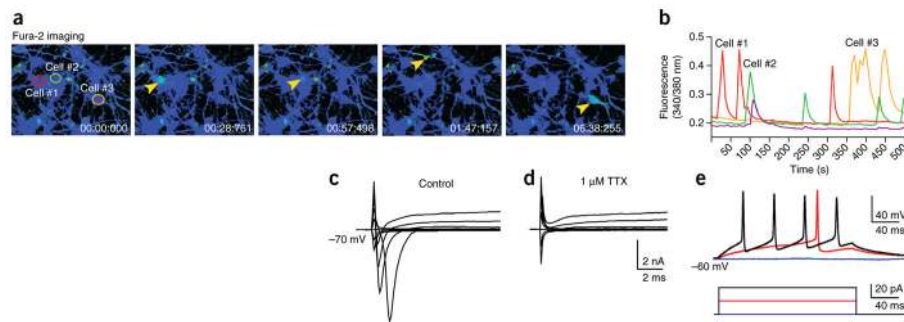 a
Fura-2 imaging
Cell #2
Cell #1
Cell #3
00:00:000
00:28:761
00:57:498
01:47:157
06:38:255
b
Fluorescence
(340/380 nm)
0.5
0.4
0.3
0.2
Cell #1
Cell #2
Cell #3
50
100
150
200
250
300
350
400
450
500
Time (s)
c
Control
–70 mV
d
1 μM TTX
2 nA
2 ms
e
40 mV
40 ms
–60 mV
20 pA
40 ms